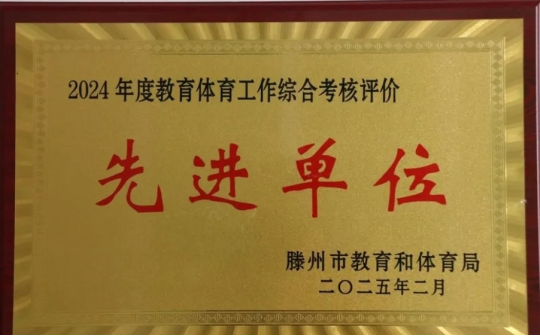 2024年度教育体育工作综合考核评价
先进单位
滕州市教育和体育局
二〇二五年二月